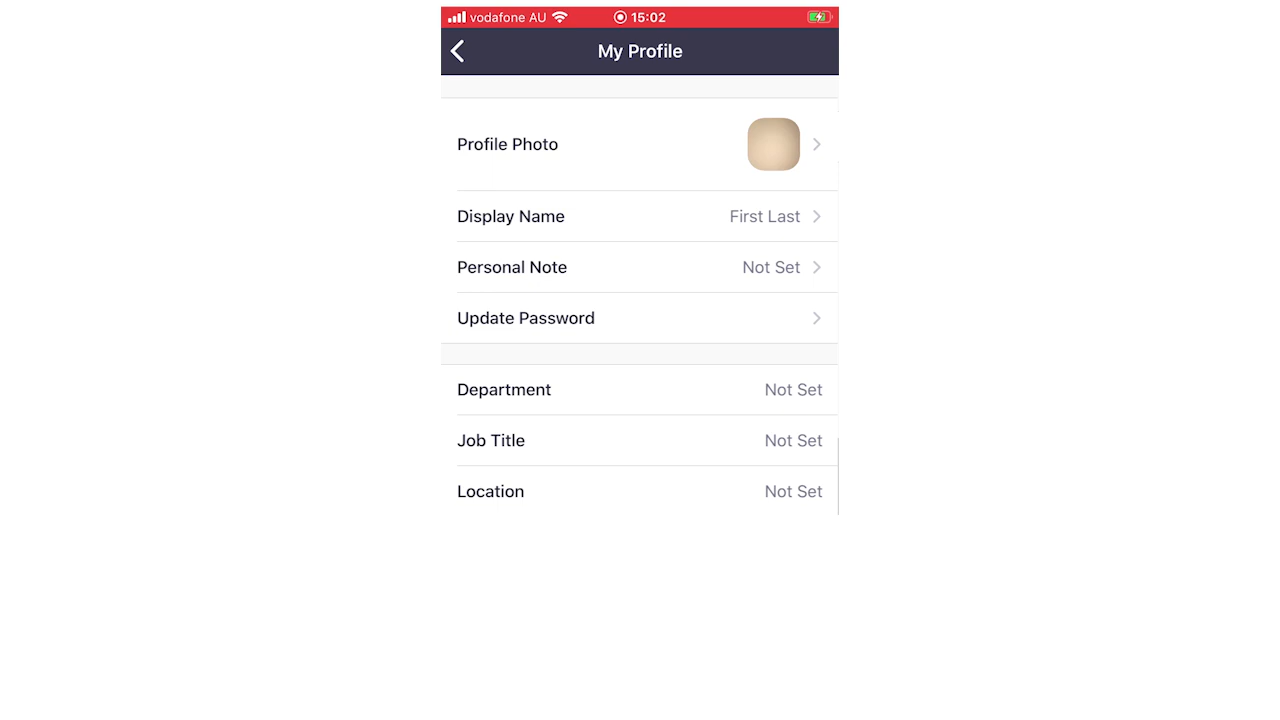 vodafone AU 15:02
My Profile
Profile Photo
Display Name First Last
Personal Note Not Set
Update Password
Department Not Set
Job Title Not Set
Location Not Set